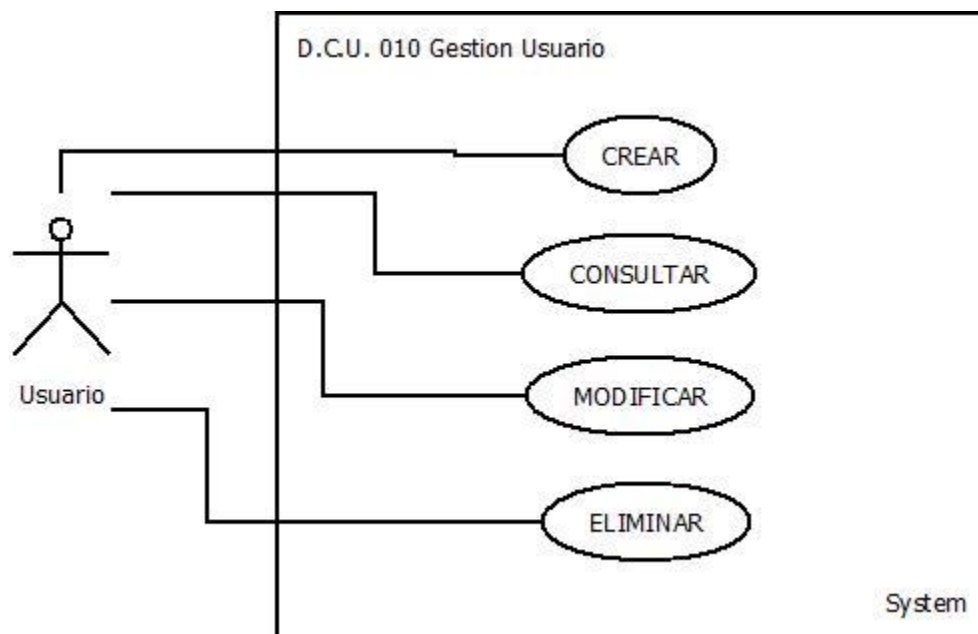 D.C.U. 010 Gestion Usuario
CREAR
CONSULTAR
MODIFICAR
Usuario
ELIMINAR
System